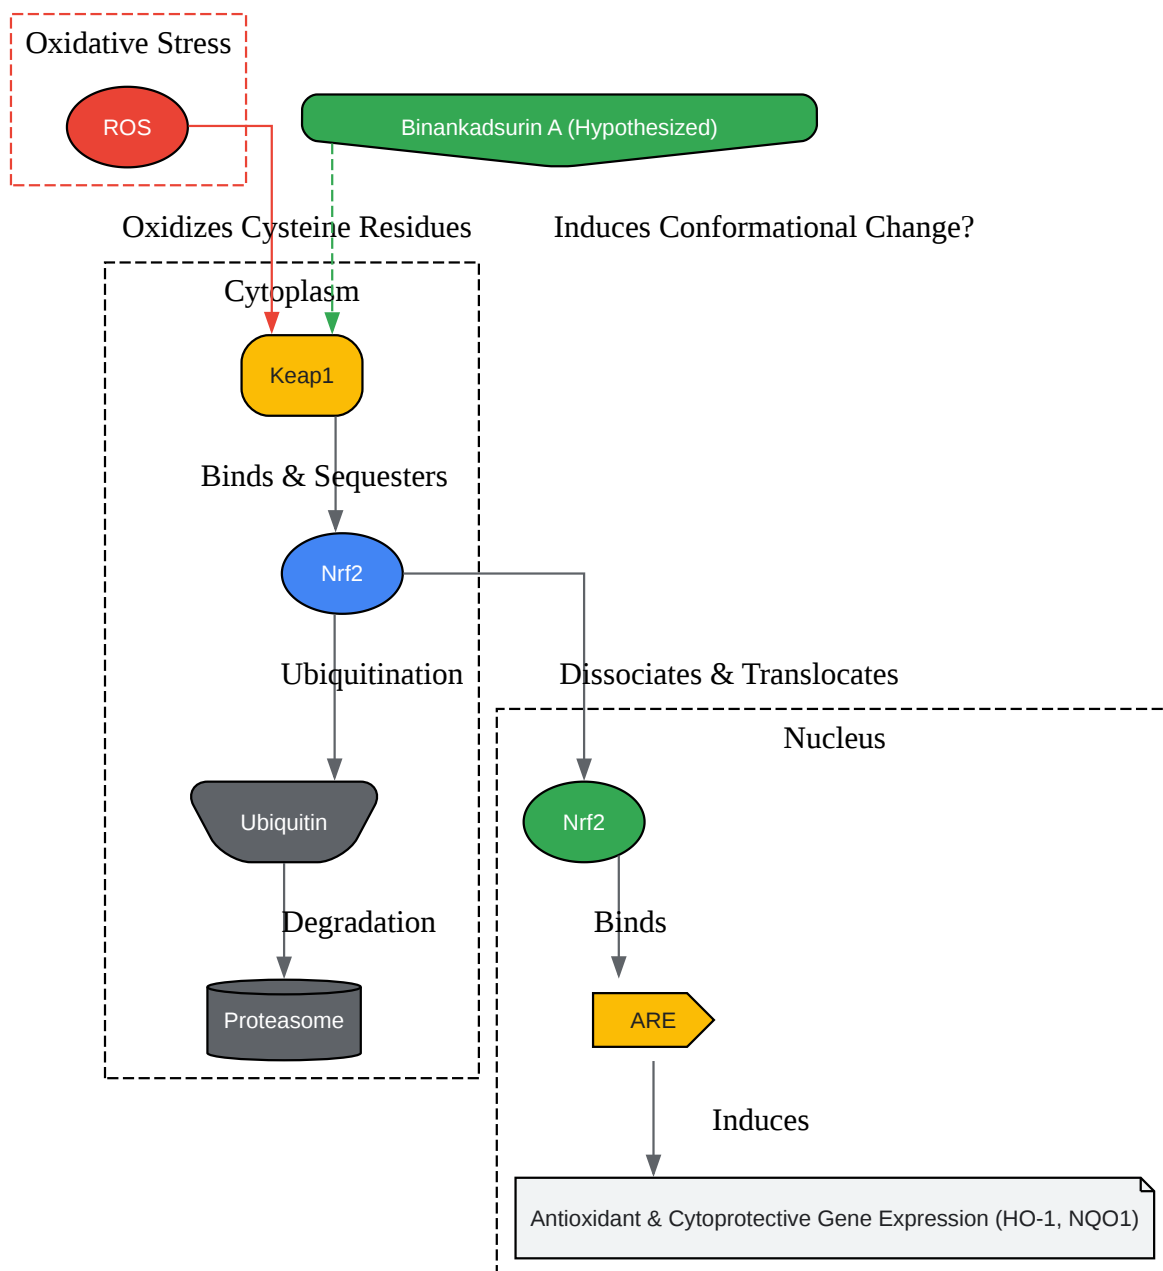 Oxidative Stress
ROS
Binankadsurin A (Hypothesized)
Oxidizes Cysteine Residues
Induces Conformational Change?
Cytoplasm
Keap1
Binds & Sequesters
Nrf2
Ubiquitination
Dissociates & Translocates
Nucleus
Ubiquitin
Nrf2
Degradation
Binds
Proteasome
ARE
Induces
Antioxidant & Cytoprotective Gene Expression (HO-1, NQO1)